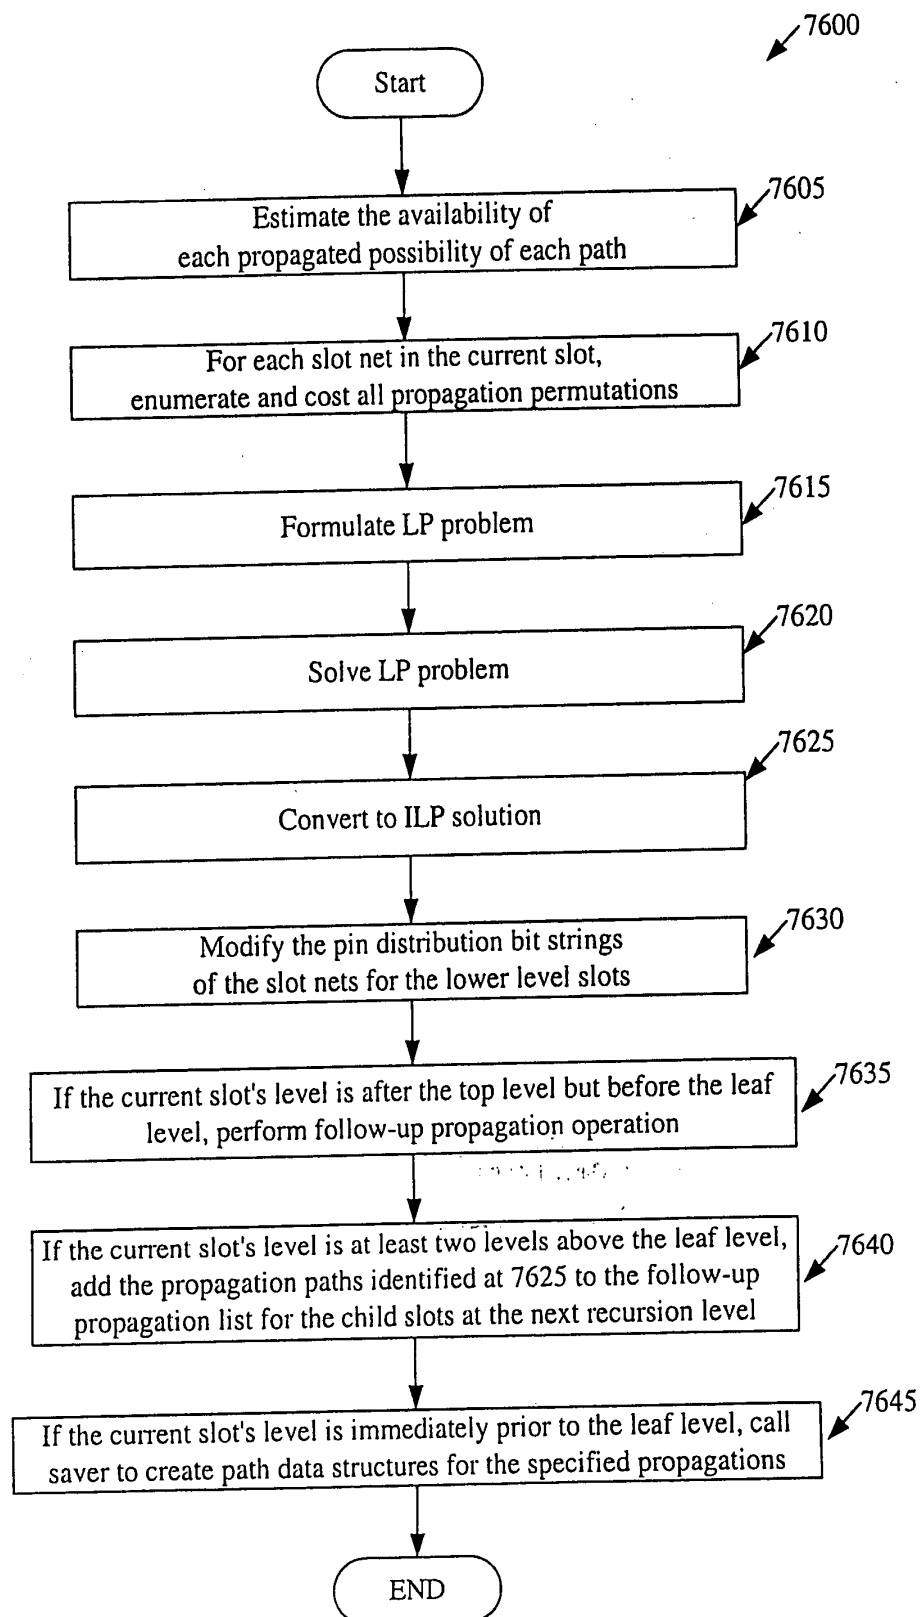 7600
Start
7605
Estimate the availability of
each propagated possibility of each path
7610
For each slot net in the current slot,
enumerate and cost all propagation permutations
7615
Formulate LP problem
7620
Solve LP problem
7625
Convert to ILP solution
7630
Modify the pin distribution bit strings
of the slot nets for the lower level slots
7635
If the current slot's level is after the top level but before the leaf
level, perform follow-up propagation operation
7640
If the current slot's level is at least two levels above the leaf level,
add the propagation paths identified at 7625 to the follow-up
propagation list for the child slots at the next recursion level
7645
If the current slot's level is immediately prior to the leaf level, call
saver to create path data structures for the specified propagations
END